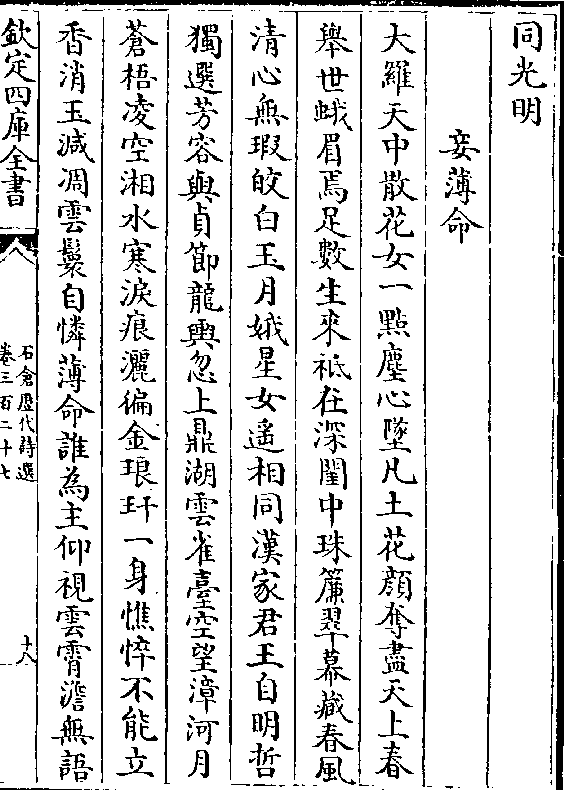 同光明
妾薄命
大羅天中散花女一點塵心墜凡土花顔奪盡天上春
舉世蛾眉焉足數生來袛在深閨中珠簾翠幕藏春風
清心無瑕皎白玉月娥星女遙相同漢家君王自明哲
獨選芳容與貞節龍輿忽上鼎湖雲雀臺空望漳河月
蒼梧凌空湘水寒淚痕灑徧金琅玕一身憔悴不能立
香消玉減凋雲鬟自憐薄命誰為主仰視雲霄澹無語
欽定四庫全書
石倉歷代詩選
卷三百二十七
十八